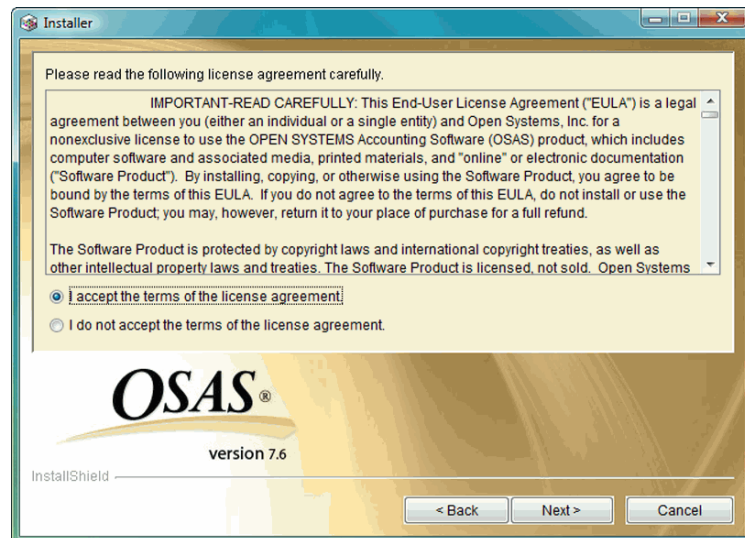 Installer
Please read the following license agreement carefully.
IMPORTANT-READ CAREFULLY: This End-User License Agreement ("EULA") is a legal
agreement between you (either an individual or a single entity) and Open Systems, Inc. for a
nonexclusive license to use the OPEN SYSTEMS Accounting Software (OSAS) product, which includes
computer software and associated media, printed materials, and "online" or electronic documentation
("Software Product"). By installing, copying, or otherwise using the Software Product, you agree to be
bound by the terms of this EULA. If you do not agree to the terms of this EULA, do not install or use the
Software Product; you may, however, return it to your place of purchase for a full refund.
The Software Product is protected by copyright laws and international copyright treaties, as well as
other intellectual property laws and treaties. The Software Product is licensed, not sold. Open Systems
I accept the terms of the license agreement.
I do not accept the terms of the license agreement.
OSAS®
version 7.6
InstallShield
< Back Next > Cancel